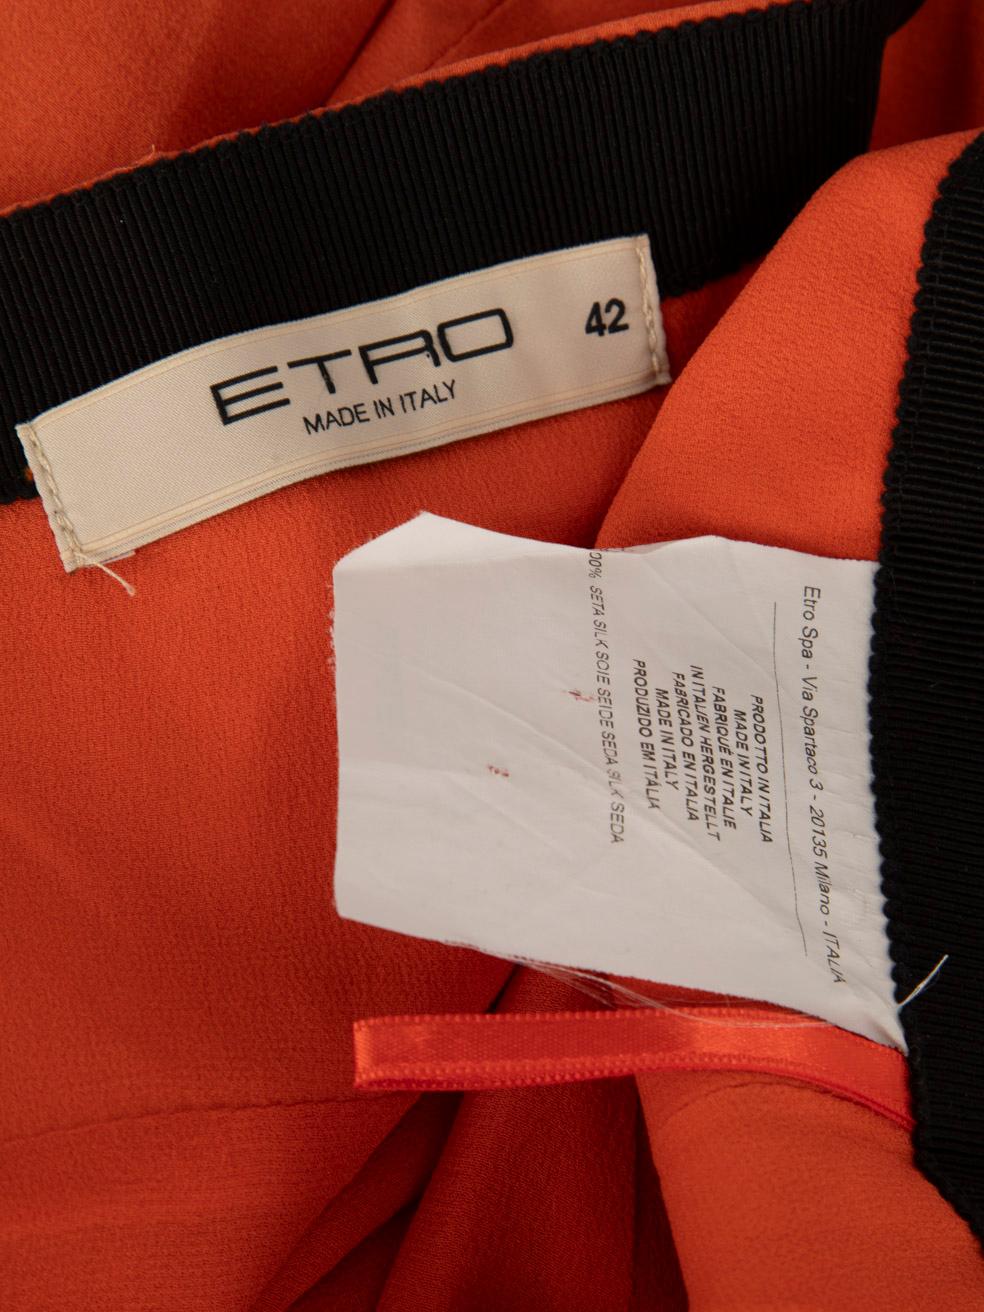 ETRO
42
MADE IN ITALY
Etro Spa - Via Spartaco 3 - 20135 Milano - ITALIA
PRODOTTO IN ITALIA
MADE IN ITALY
FABRIQUÉ EN ITALIE
IN ITALIEN HERGESTELLT
FABRICADO EN ITALIA
MADE IN ITALY
PRODUZIDO EM ITÁLIA
00% SETA SILK SOIE SEIDE SEDA SILK SEDA